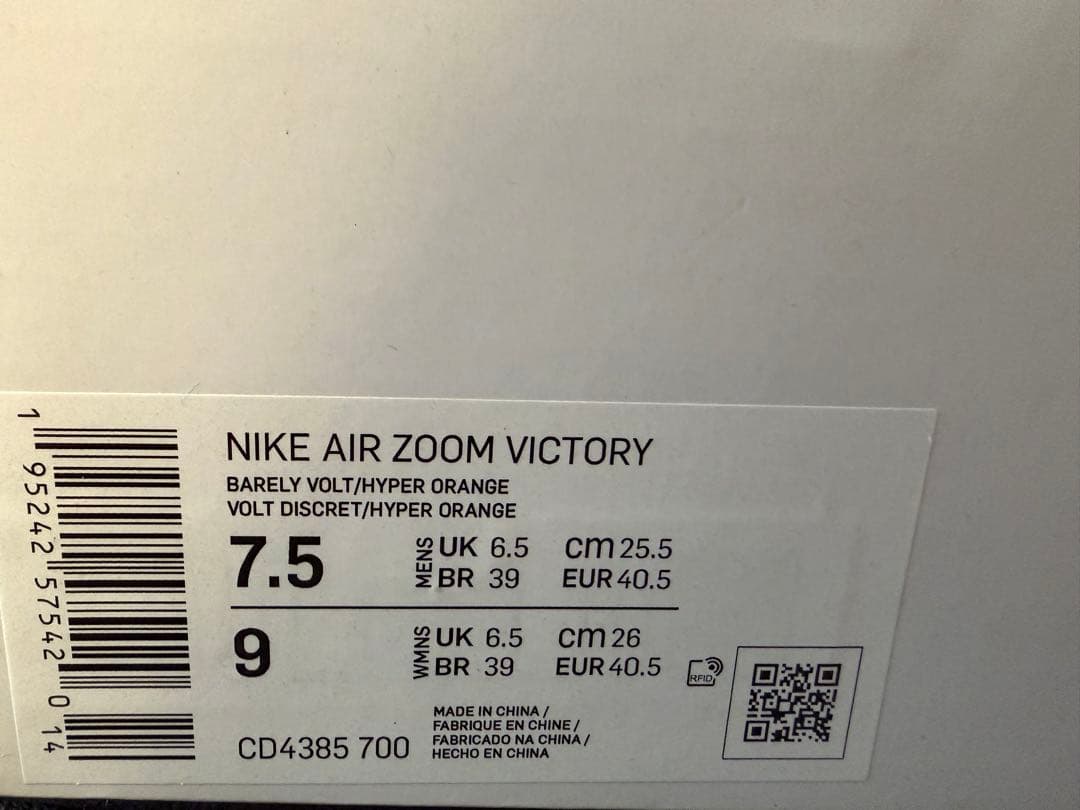 NIKE AIR ZOOM VICTORY
BARELY VOLT/HYPER ORANGE
VOLT DISCRET/HYPER ORANGE
7.5 MENS UK 6.5 cm 25.5
BR 39 EUR 40.5
9 WMNS UK 6.5 cm 26
BR 39 EUR 40.5
RFID
CD4385 700
MADE IN CHINA /
FABRIQUE EN CHINE /
FABRICADO NA CHINA /
HECHO EN CHINA
1 95242 57542 0 14